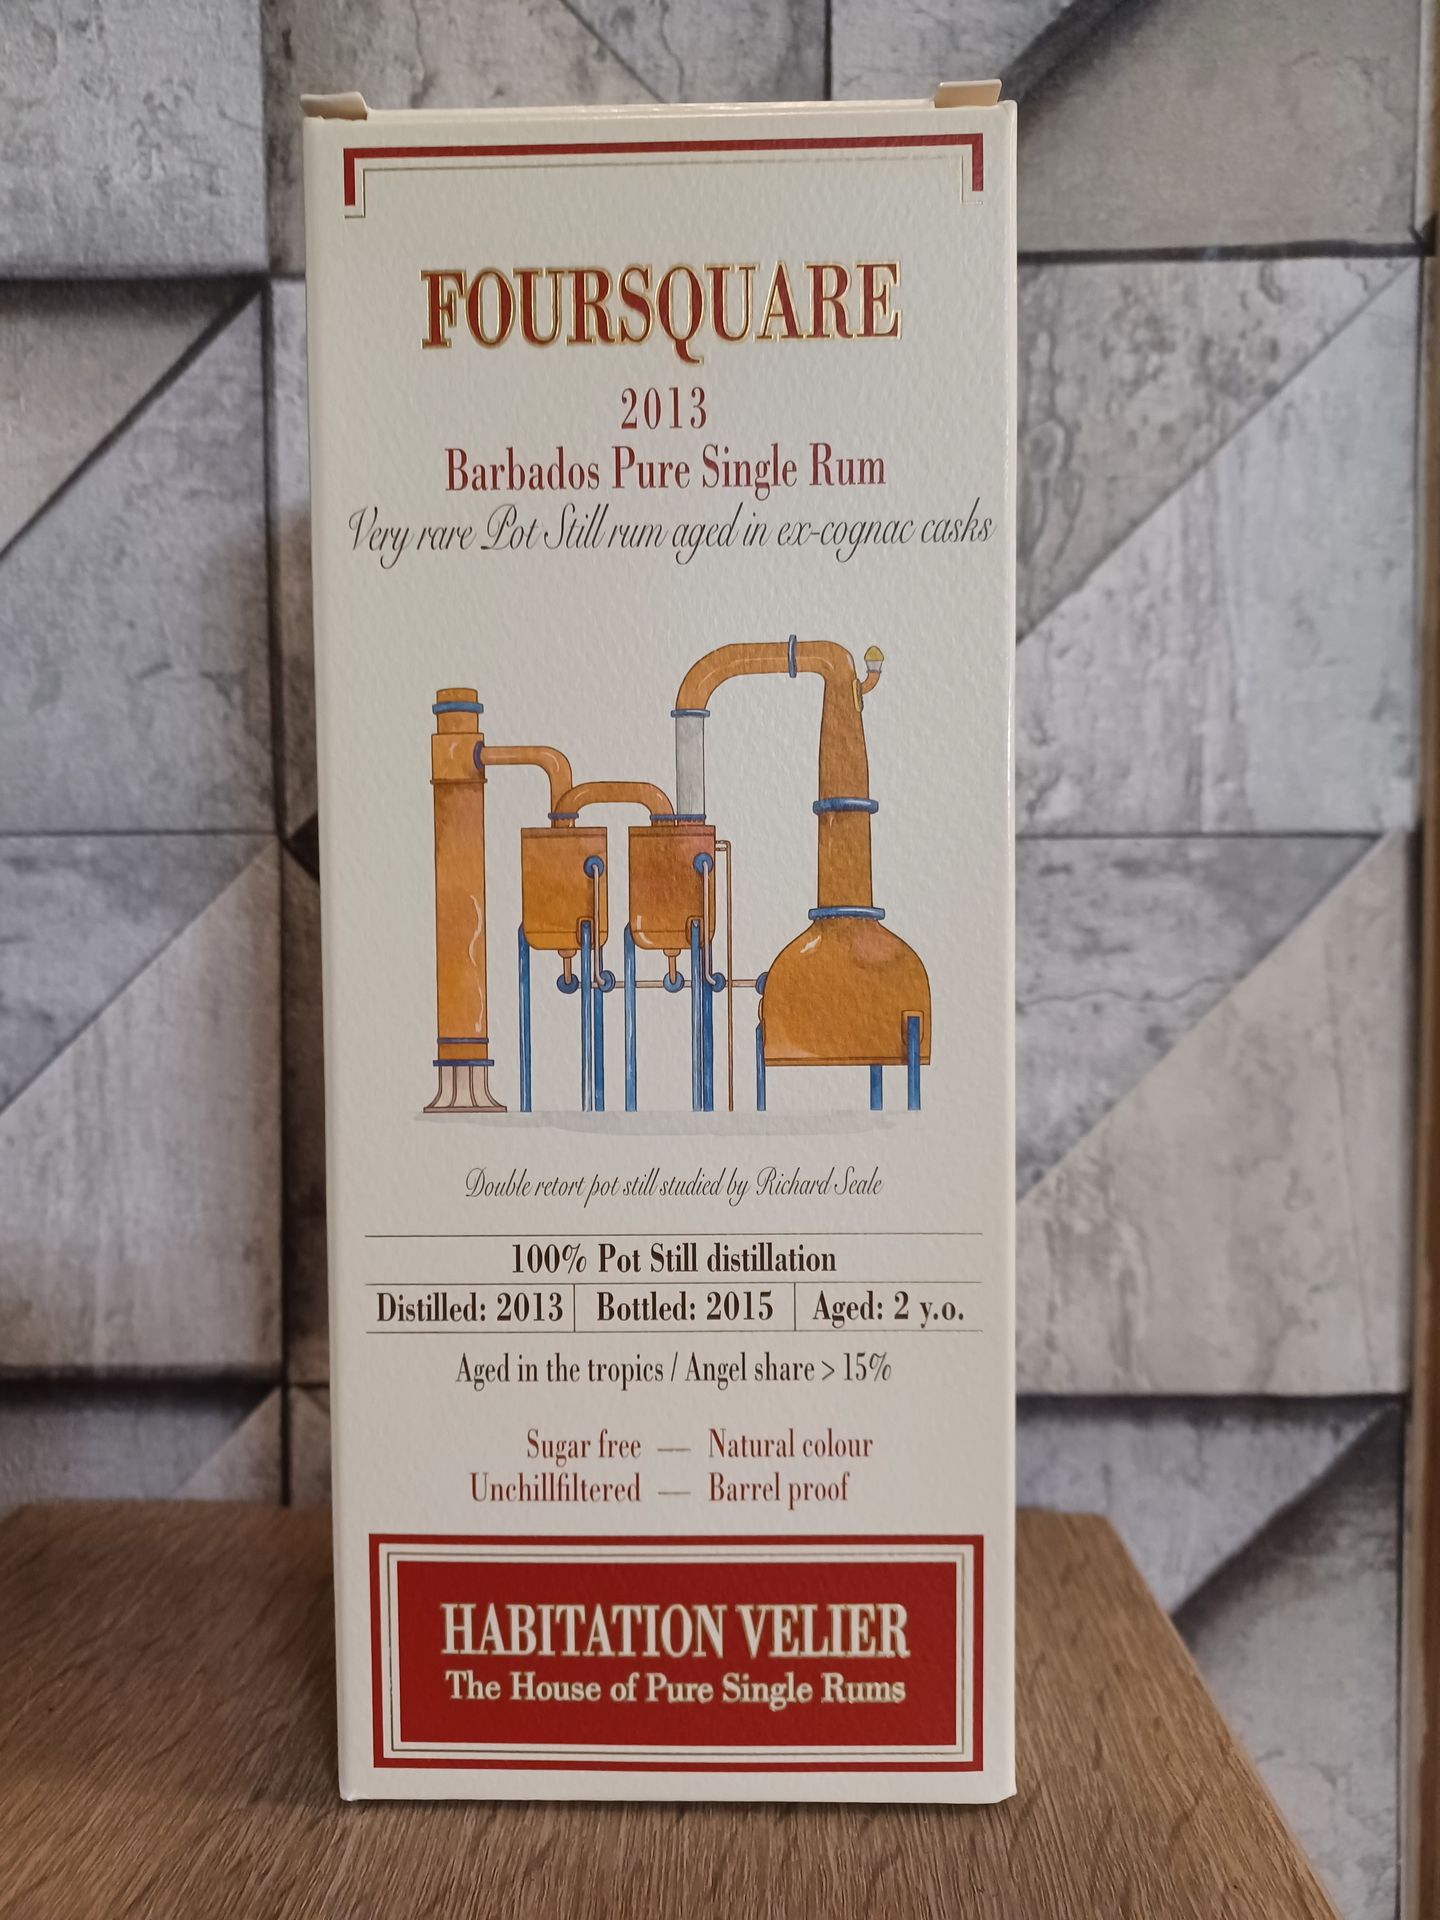 FOURSQUARE
2013
Barbados Pure Single Rum
Very rare Pot Still rum aged in ex-cognac casks
Double retort pot still studied by Richard Seale
100% Pot Still distillation
Distilled: 2013 Bottled: 2015 Aged: 2 y.o.
Aged in the tropics / Angel share > 15%
Sugar free — Natural colour
Unchillfiltered — Barrel proof
HABITATION VELIER
The House of Pure Single Rums